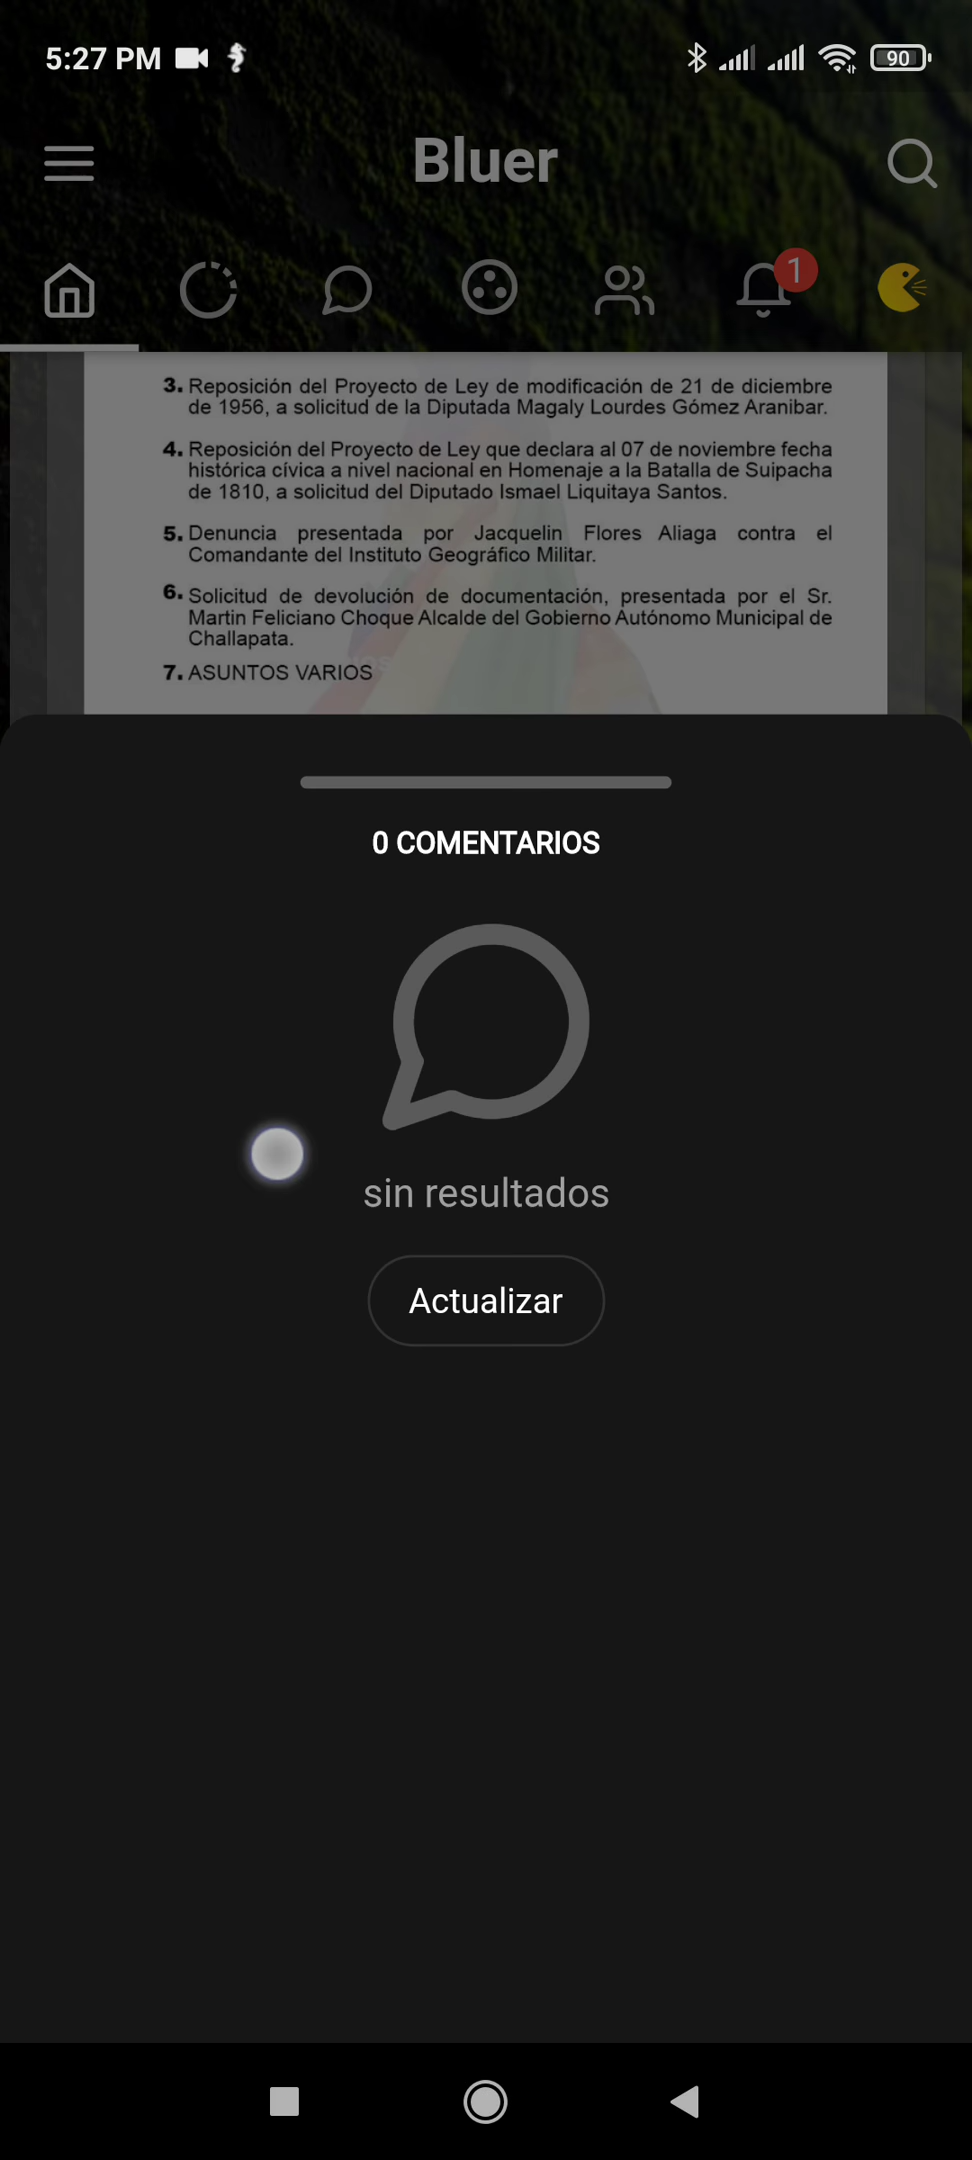 5:27 PM
90
Bluer
1
3. Reposición del Proyecto de Ley de modificación de 21 de diciembre
de 1956, a solicitud de la Diputada Magaly Lourdes Gómez Aranibar.
4. Reposición del Proyecto de Ley que declara al 07 de noviembre fecha
histórica cívica a nivel nacional en Homenaje a la Batalla de Suipacha
de 1810, a solicitud del Diputado Ismael Liquitaya Santos.
5. Denuncia presentada por Jacquelin Flores Aliaga contra el
Comandante del Instituto Geográfico Militar.
6. Solicitud de devolución de documentación, presentada por el Sr.
Martin Feliciano Choque Alcalde del Gobierno Autónomo Municipal de
Challapata.
7. ASUNTOS VARIOS
0 COMENTARIOS
sin resultados
Actualizar